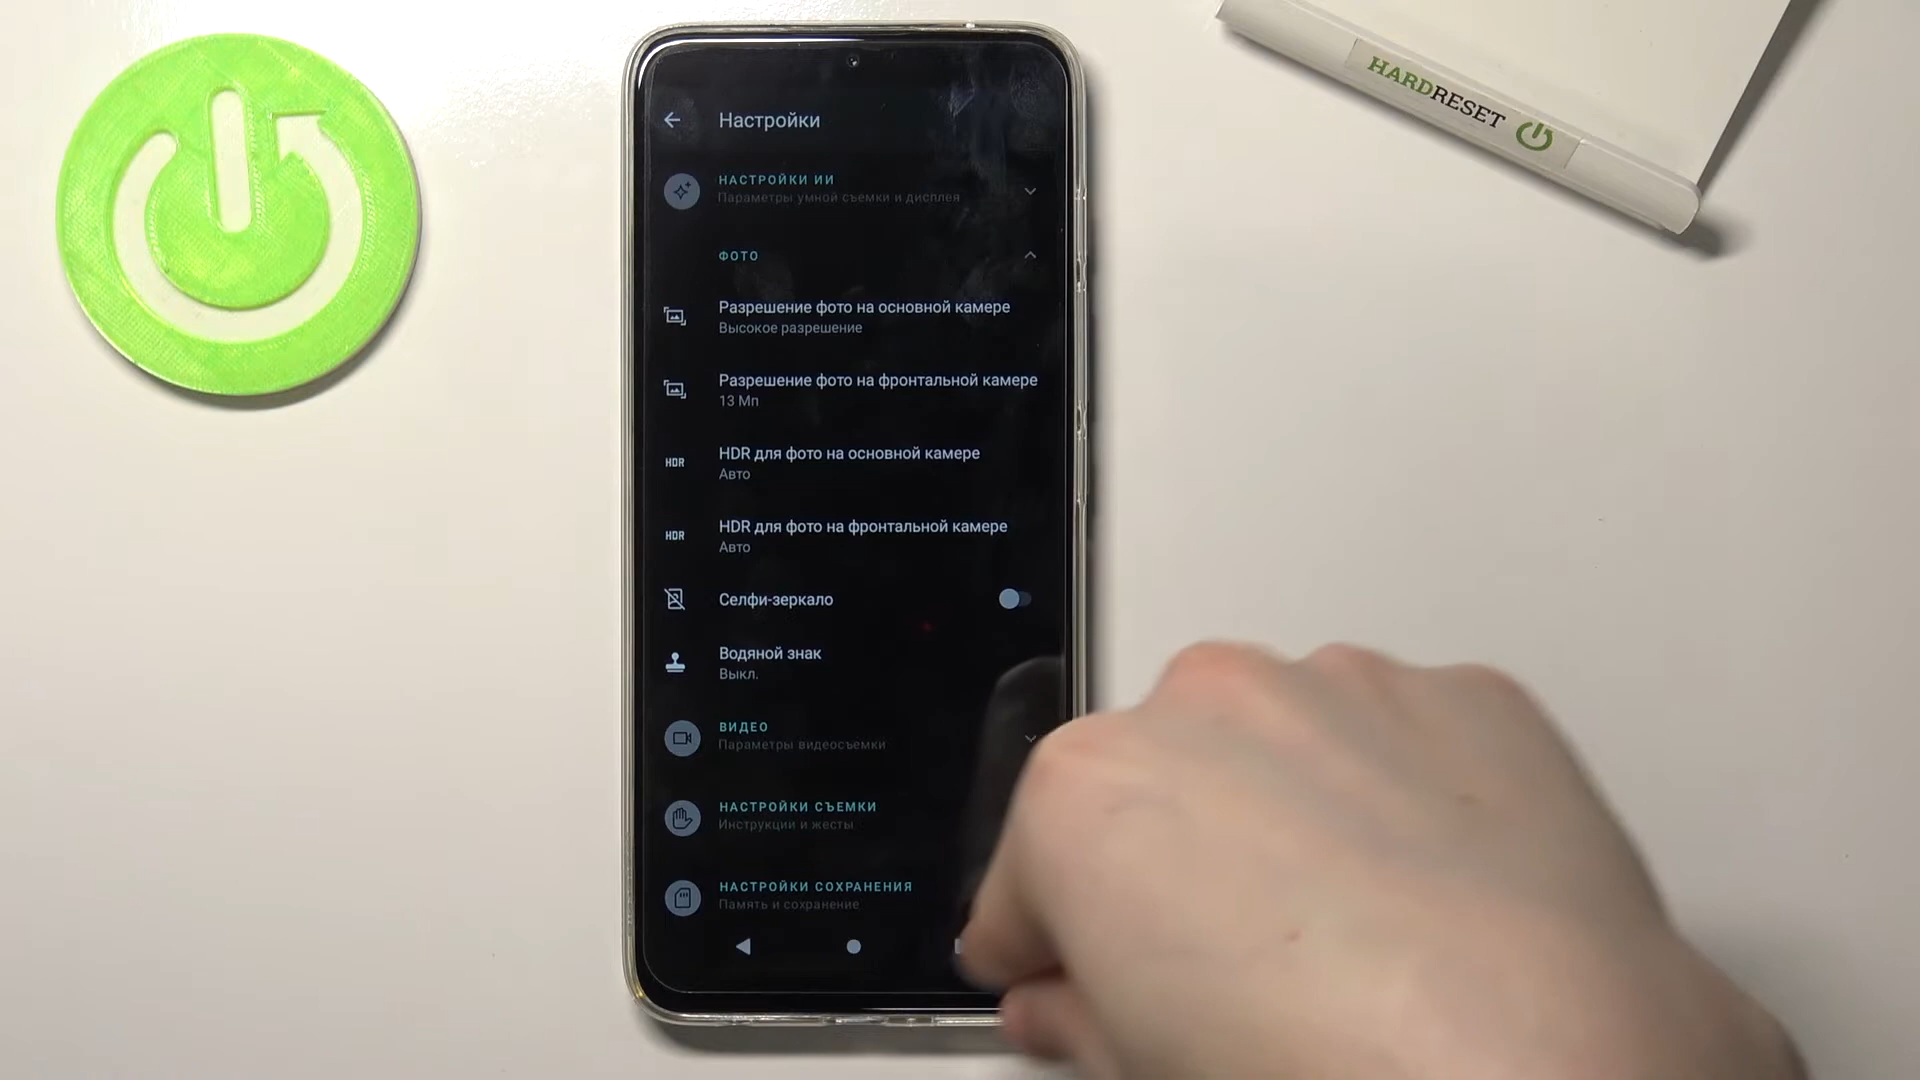 HARDRESET
Настройки
НАСТРОЙКИ ИИ
Параметры умной съемки и дисплея
ФОТО
Разрешение фото на основной камере
Высокое разрешение
Разрешение фото на фронтальной камере
13 Мп
HDR
HDR для фото на основной камере
Авто
HDR
HDR для фото на фронтальной камере
Авто
Селфи-зеркало
Водяной знак
Выкл.
ВИДЕО
Параметры видеосъемки
НАСТРОЙКИ СЪЕМКИ
Инструкции и жесты
НАСТРОЙКИ СОХРАНЕНИЯ
Память и сохранение